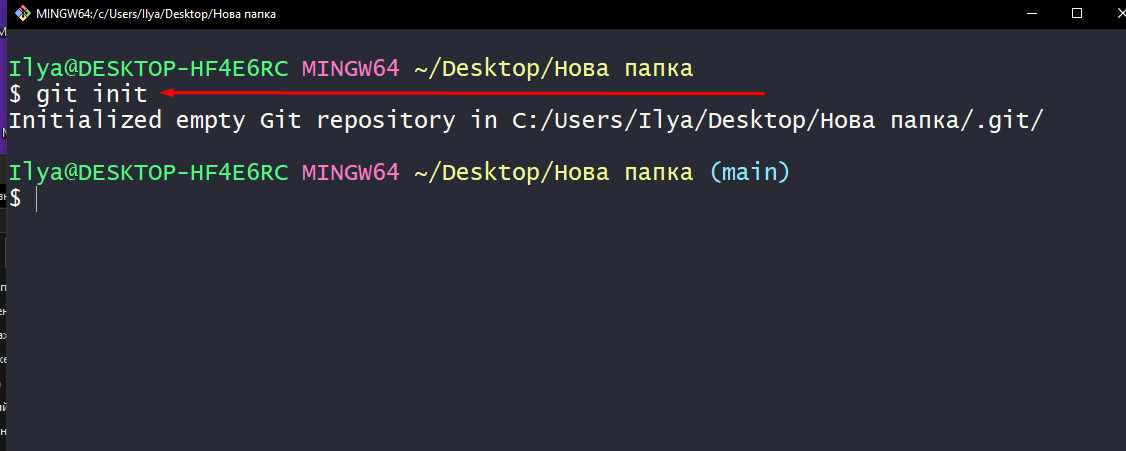 MINGW64:/c/Users/Ilya/Desktop/Нова папка
Ilya@DESKTOP-HF4E6RC MINGW64 ~/Desktop/Нова папка
$ git init
Initialized empty Git repository in C:/Users/Ilya/Desktop/Нова папка/.git/
Ilya@DESKTOP-HF4E6RC MINGW64 ~/Desktop/Нова папка (main)
$